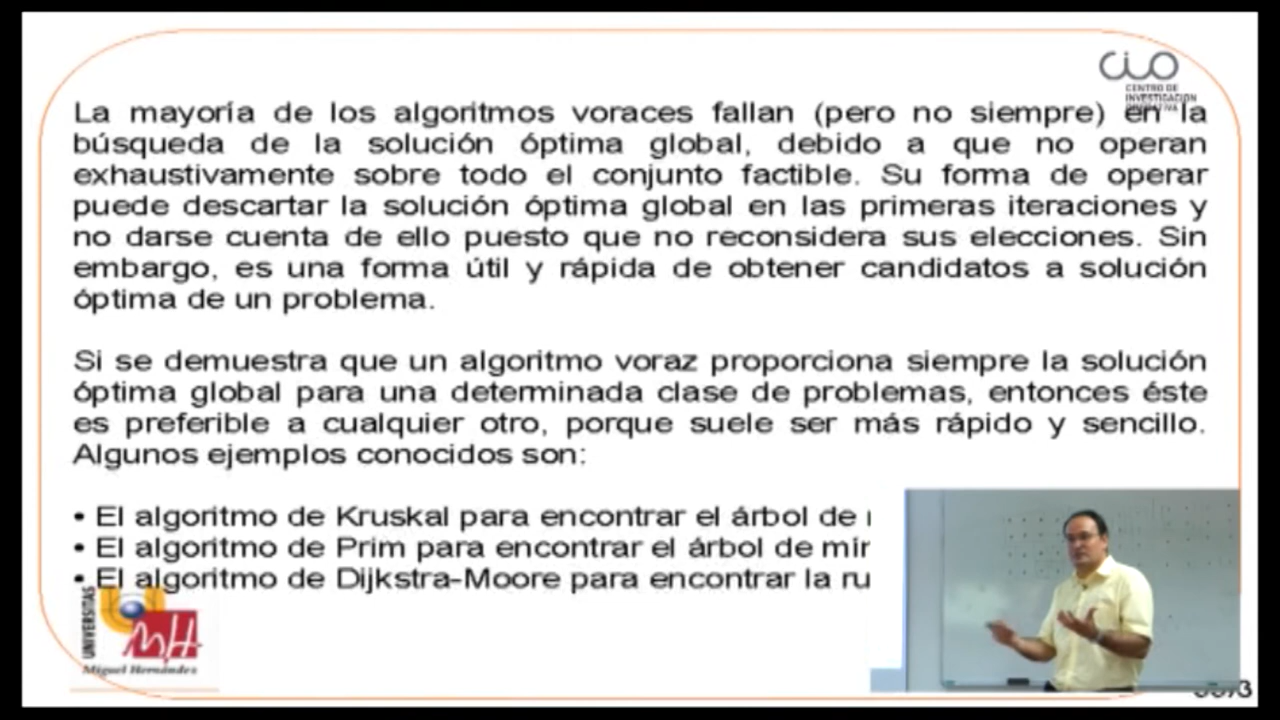 CIO
CENTRO DE
INVESTIGACIÓN
OPERATIVA
La mayoría de los algoritmos voraces fallan (pero no siempre) en la
búsqueda de la solución óptima global, debido a que no operan
exhaustivamente sobre todo el conjunto factible. Su forma de operar
puede descartar la solución óptima global en las primeras iteraciones y
no darse cuenta de ello puesto que no reconsidera sus elecciones. Sin
embargo, es una forma útil y rápida de obtener candidatos a solución
óptima de un problema.
Si se demuestra que un algoritmo voraz proporciona siempre la solución
óptima global para una determinada clase de problemas, entonces éste
es preferible a cualquier otro, porque suele ser más rápido y sencillo.
Algunos ejemplos conocidos son:
• El algoritmo de Kruskal para encontrar el árbol de
• El algoritmo de Prim para encontrar el árbol de
• El algoritmo de Dijkstra-Moore para encontrar la
UNIVERSITAS
MH
Miguel Hernández